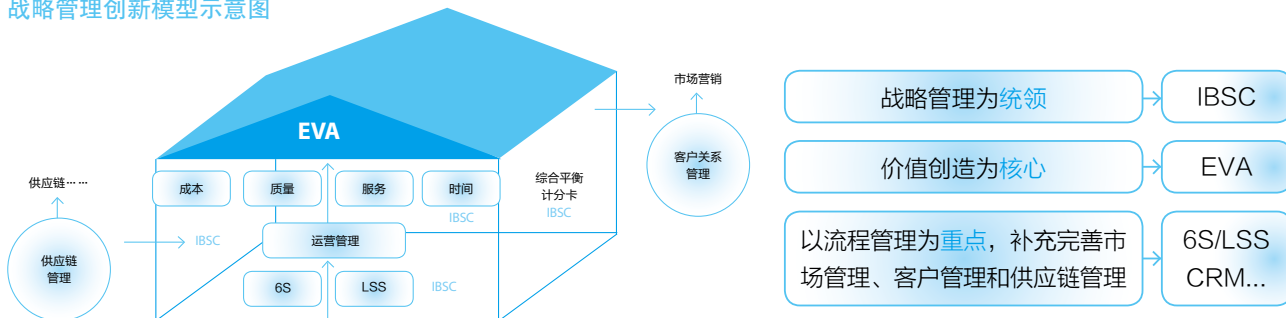 战略管理创新模型示意图
EVA
供应链……
供应链
管理
成本
质量
服务
时间
IBSC
IBSC
运营管理
6S
LSS
IBSC
综合平衡
计分卡
IBSC
市场营销
客户关系
管理
战略管理为统领
IBSC
价值创造为核心
EVA
以流程管理为重点，补充完善市
场管理、客户管理和供应链管理
6S/LSS
CRM...